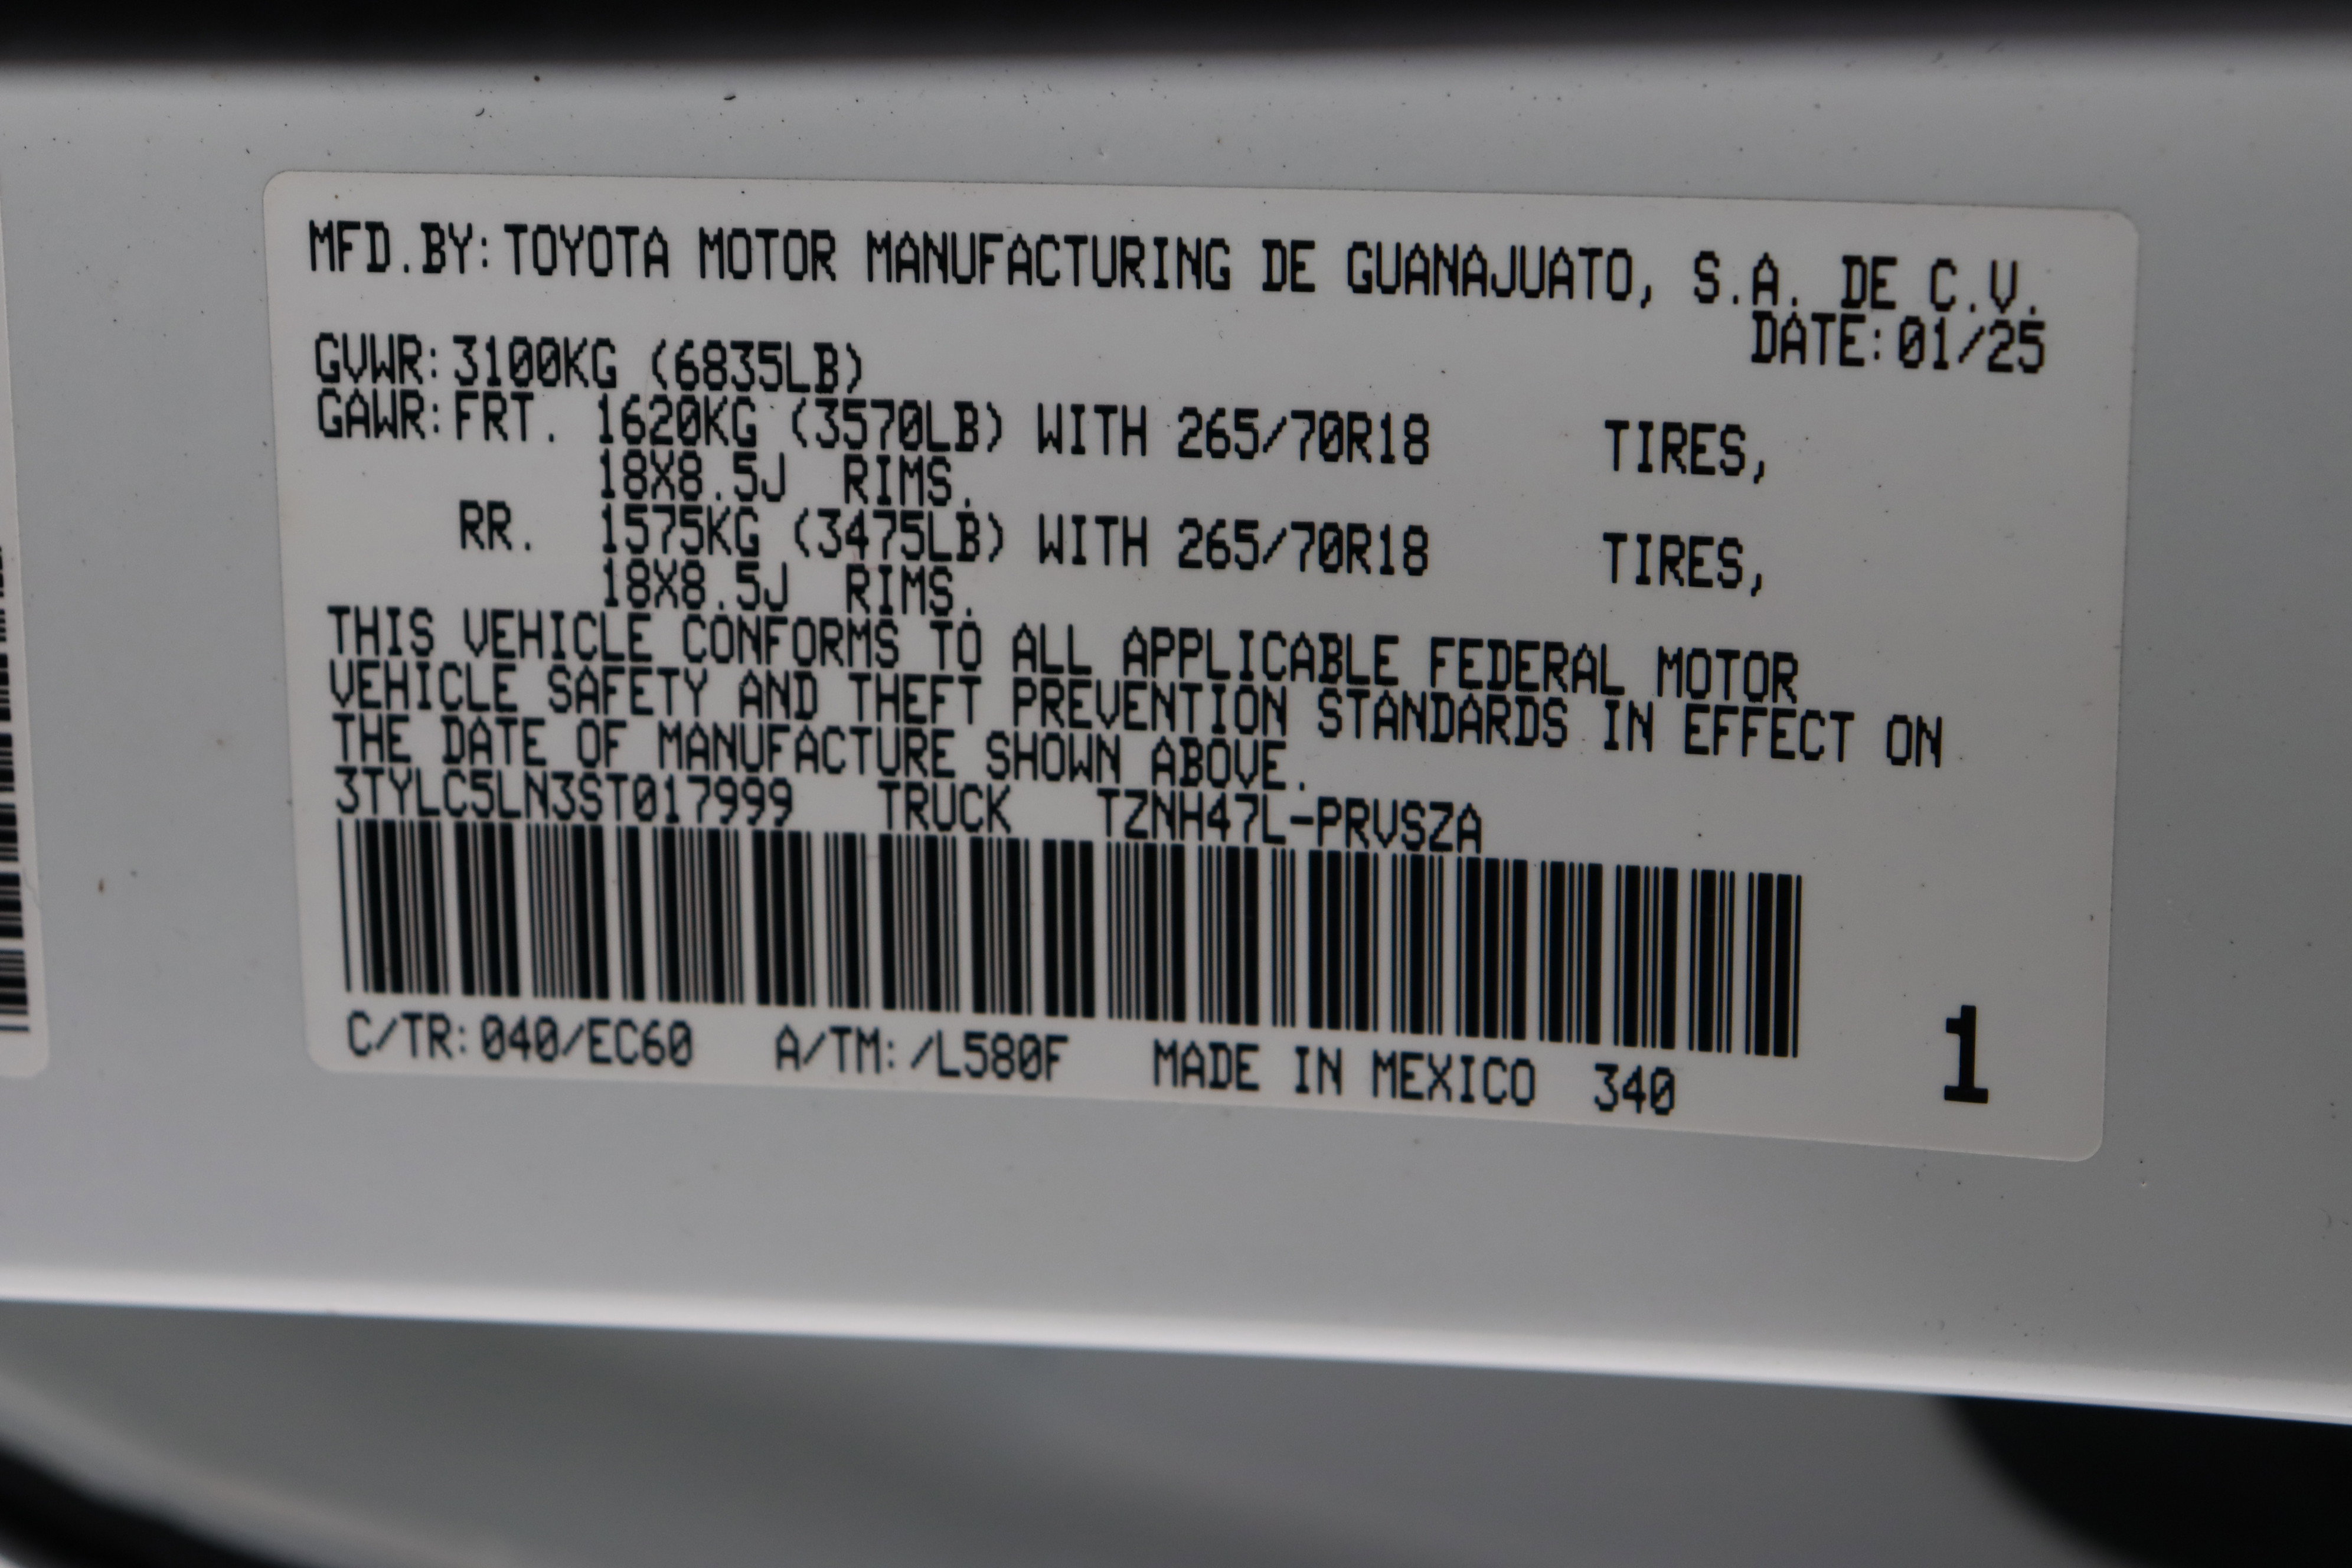 MFD.BY: TOYOTA MOTOR MANUFACTURING DE GUANAJUATO, S.A. DE C.V.
DATE: 01/25
GVWR: 3100KG (6835LB)
GAWR: FRT. 1620KG (3570LB) WITH 265/70R18 TIRES,
18X8.5J RIMS.
RR. 1575KG (3475LB) WITH 265/70R18 TIRES,
18X8.5J RIMS.
THIS VEHICLE CONFORMS TO ALL APPLICABLE FEDERAL MOTOR
VEHICLE SAFETY AND THEFT PREVENTION STANDARDS IN EFFECT ON
THE DATE OF MANUFACTURE SHOWN ABOVE.
3TYLC5LN3ST017999 TRUCK TZNH47L-PRVSZA
C/TR: 040/EC60 A/TM: /L580F MADE IN MEXICO 340
1